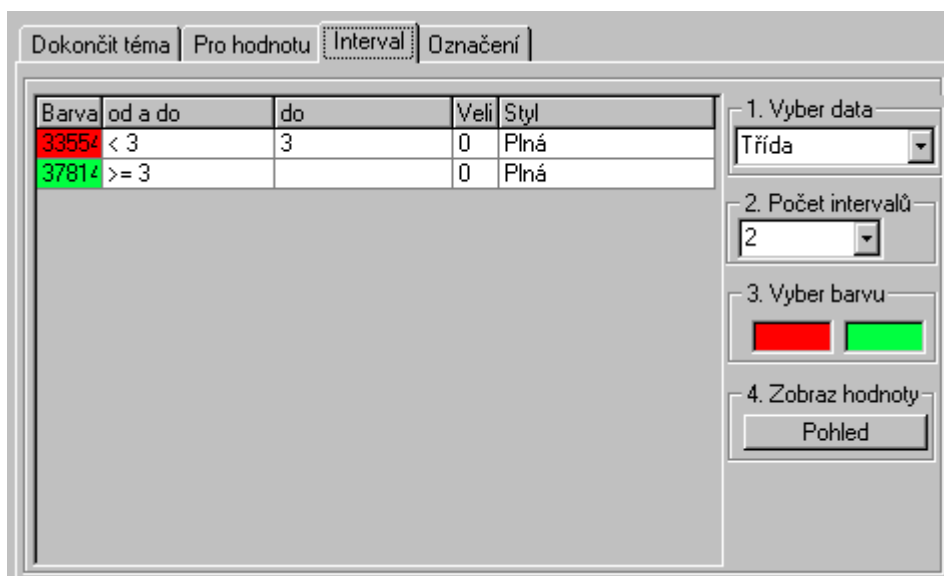 Dokončit téma Pro hodnotu Interval Označení
Barva od a do do Veli Styl
33554 < 3 3 0 Plná
37814 >= 3 0 Plná
1. Vyber data
Třída
2. Počet intervalů
2
3. Vyber barvu
4. Zobraz hodnoty
Pohled